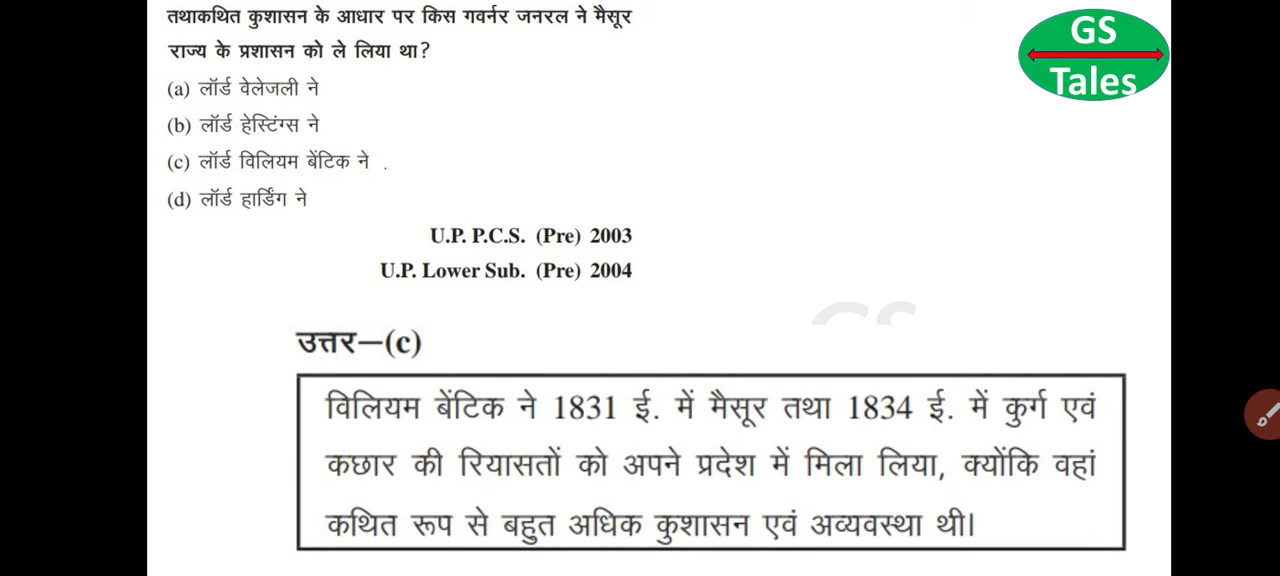 तथाकथित कुशासन के आधार पर किस गवर्नर जनरल ने मैसूर
राज्य के प्रशासन को ले लिया था?
(a) लॉर्ड वेलेजली ने
(b) लॉर्ड हेस्टिंग्स ने
(c) लॉर्ड विलियम बेंटिक ने .
(d) लॉर्ड हार्डिंग ने
U.P. P.C.S. (Pre) 2003
U.P. Lower Sub. (Pre) 2004
GS
Tales
उत्तर–(c)
विलियम बेंटिक ने 1831 ई. में मैसूर तथा 1834 ई. में कुर्ग एवं
कछार की रियासतों को अपने प्रदेश में मिला लिया, क्योंकि वहां
कथित रूप से बहुत अधिक कुशासन एवं अव्यवस्था थी।